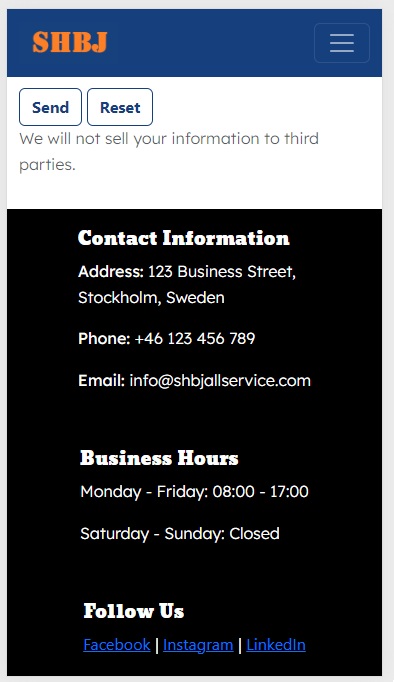 SHBJ
Send Reset
We will not sell your information to third
parties.
Contact Information
Address: 123 Business Street,
Stockholm, Sweden
Phone: +46 123 456 789
Email: info@shbjallservice.com
Business Hours
Monday - Friday: 08:00 - 17:00
Saturday - Sunday: Closed
Follow Us
Facebook | Instagram | LinkedIn